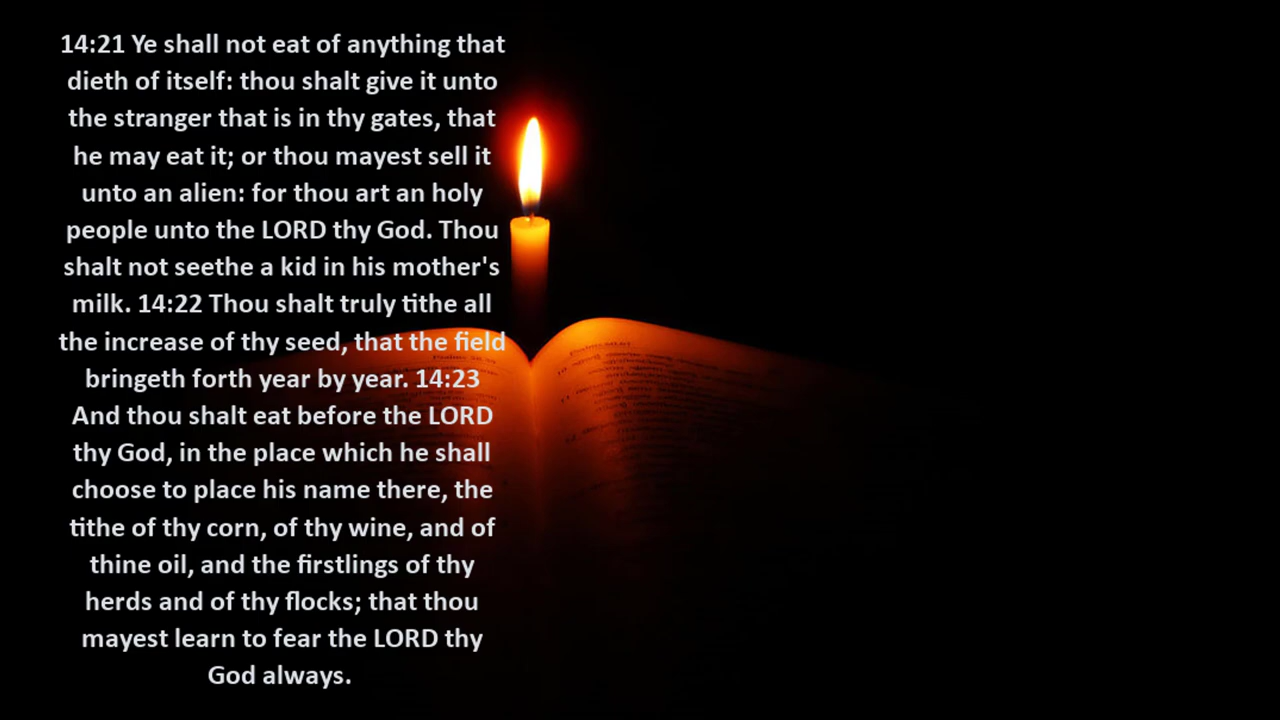 14:21 Ye shall not eat of anything that
dieth of itself: thou shalt give it unto
the stranger that is in thy gates, that
he may eat it; or thou mayest sell it
unto an alien: for thou art an holy
people unto the LORD thy God. Thou
shalt not seethe a kid in his mother's
milk. 14:22 Thou shalt truly tithe all
the increase of thy seed, that the field
bringeth forth year by year. 14:23
And thou shalt eat before the LORD
thy God, in the place which he shall
choose to place his name there, the
tithe of thy corn, of thy wine, and of
thine oil, and the firstlings of thy
herds and of thy flocks; that thou
mayest learn to fear the LORD thy
God always.